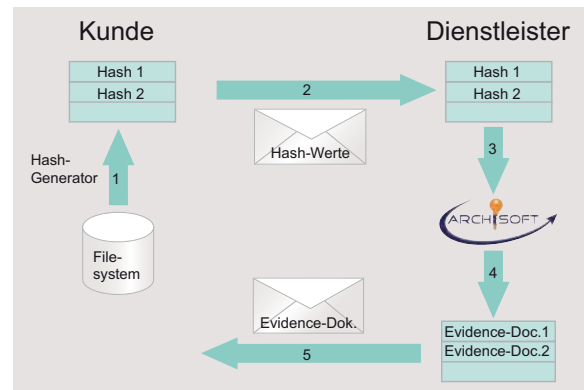 Kunde
Dienstleister
Hash 1
Hash 2
2
Hash-Werte
Hash 1
Hash 2
Hash-
Generator
1
3
File-
system
ARCHISOFT
4
Evidence-Dok.
5
Evidence-Doc.1
Evidence-Doc.2